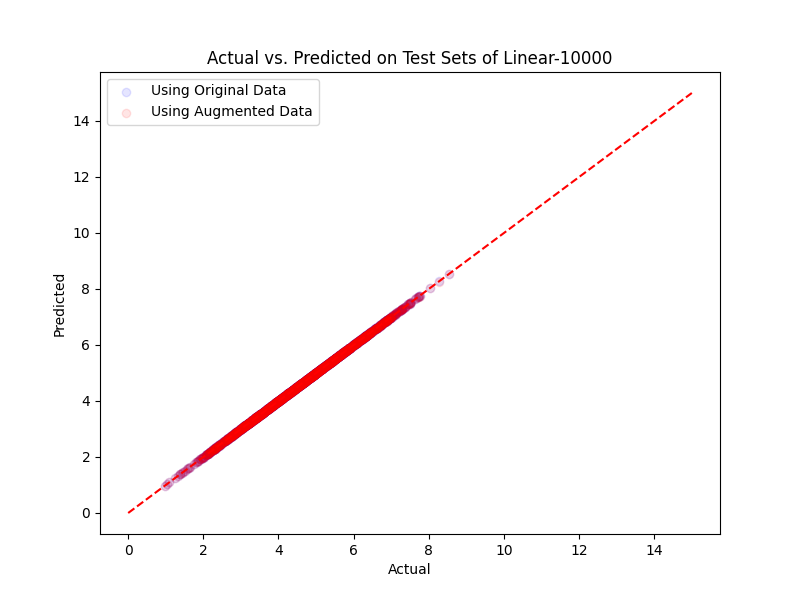 Actual vs. Predicted on Test Sets of Linear-10000
Using Original Data
Using Augmented Data
14
12
10
8
6
4
2
0
Predicted
0 2 4 6 8 10 12 14
Actual